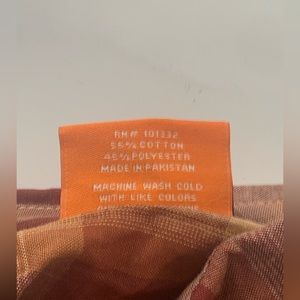 RN# 101332
55% COTTON
45% POLYESTER
MADE IN PAKISTAN
MACHINE WASH COLD
WITH LIKE COLORS